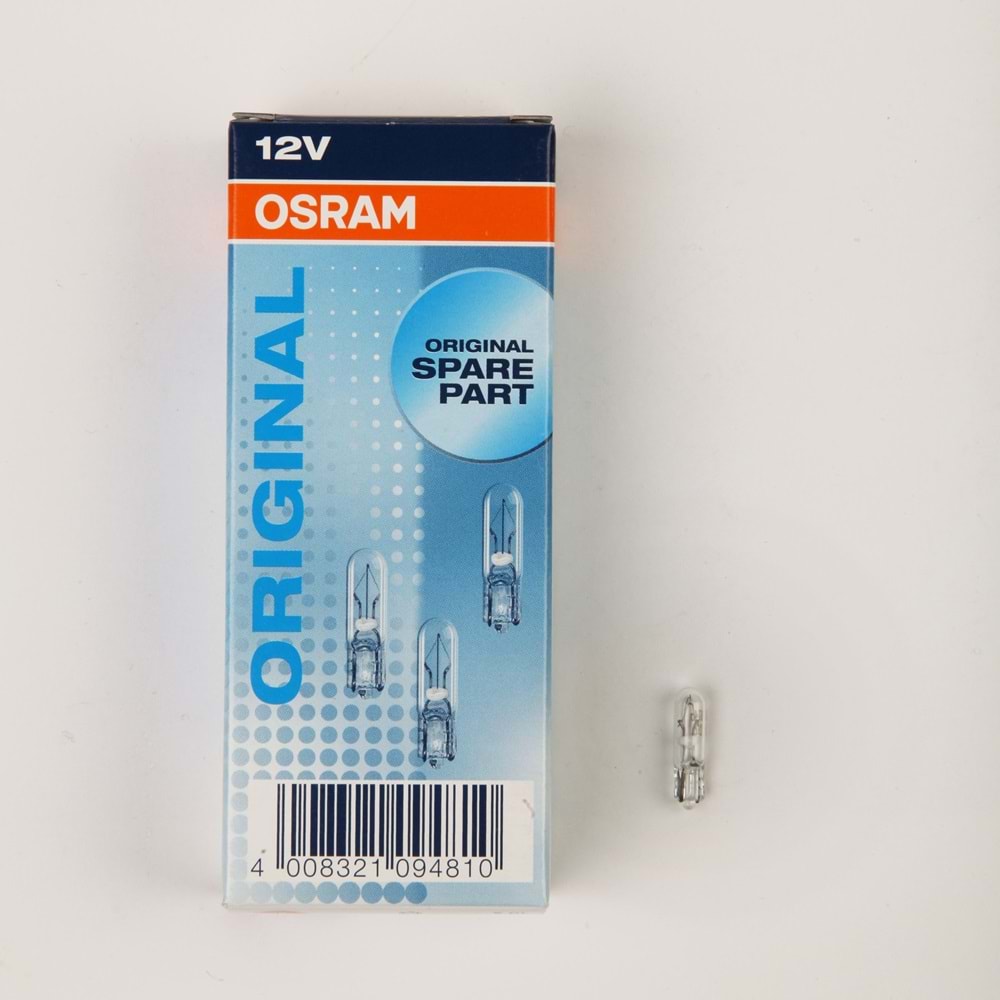 12V
OSRAM
ORIGINAL
ORIGINAL
SPARE
PART
4 008321 094810